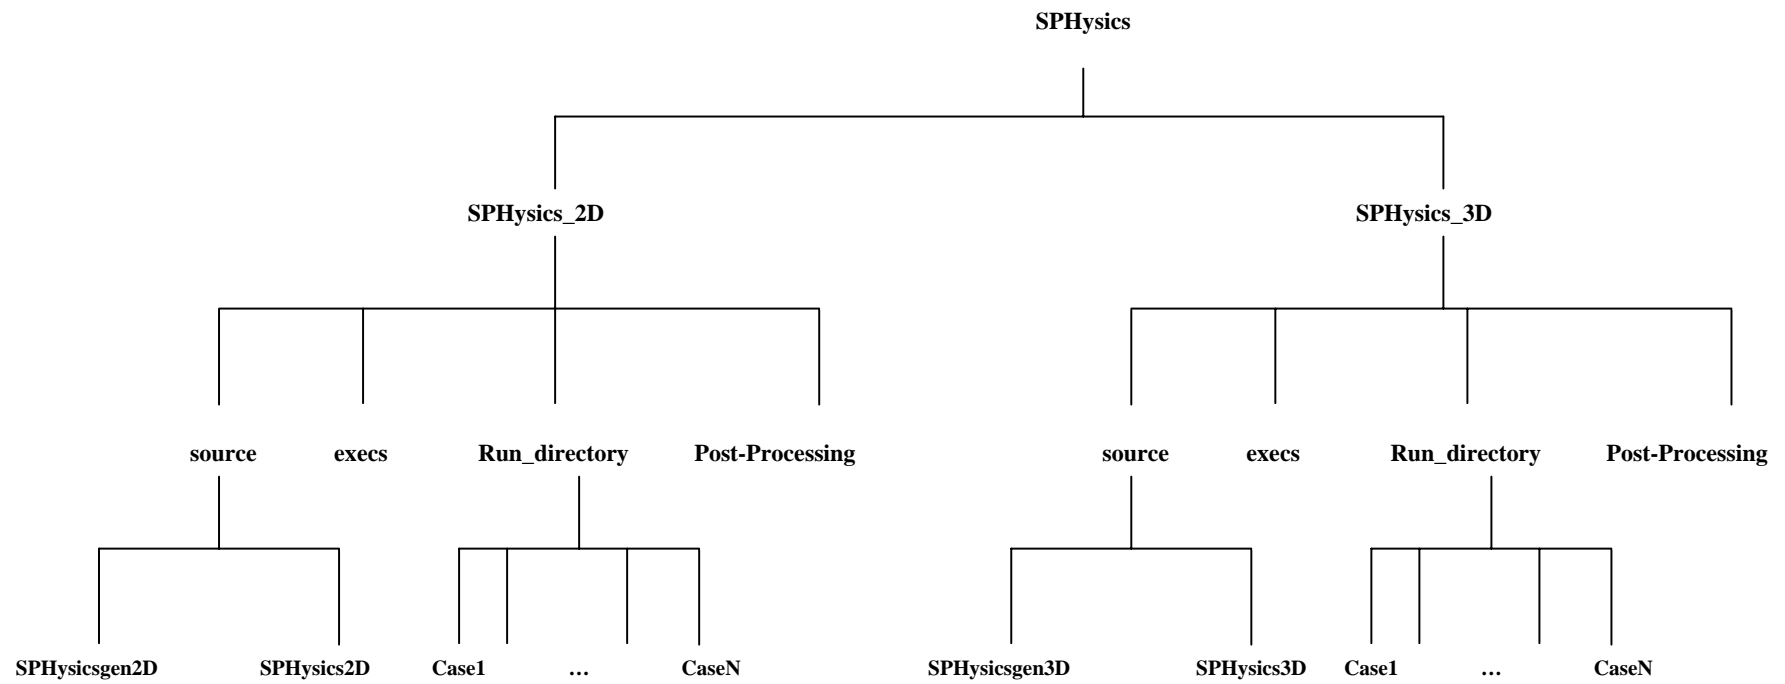 SPHysics
SPHysics_2D SPHysics_3D
source execs Run_directory Post-Processing source execs Run_directory Post-Processing
SPHysicsgen2D SPHysics2D Case1 … CaseN SPHysicsgen3D SPHysics3D Case1 … CaseN